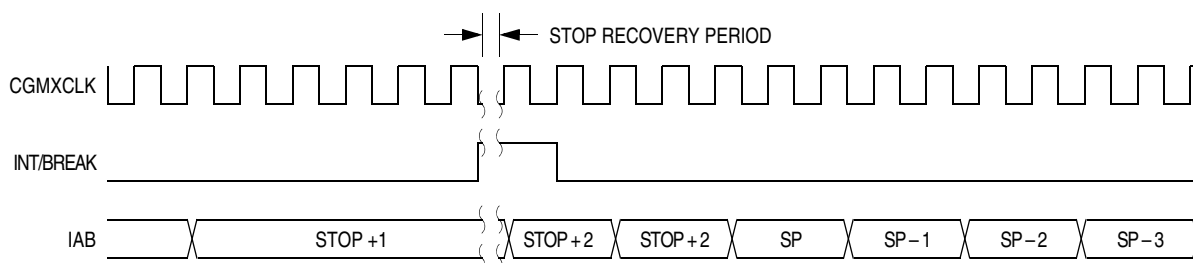 STOP RECOVERY PERIOD
CGMXCLK
INT/BREAK
IAB STOP +1 STOP + 2 STOP + 2 SP SP – 1 SP – 2 SP – 3